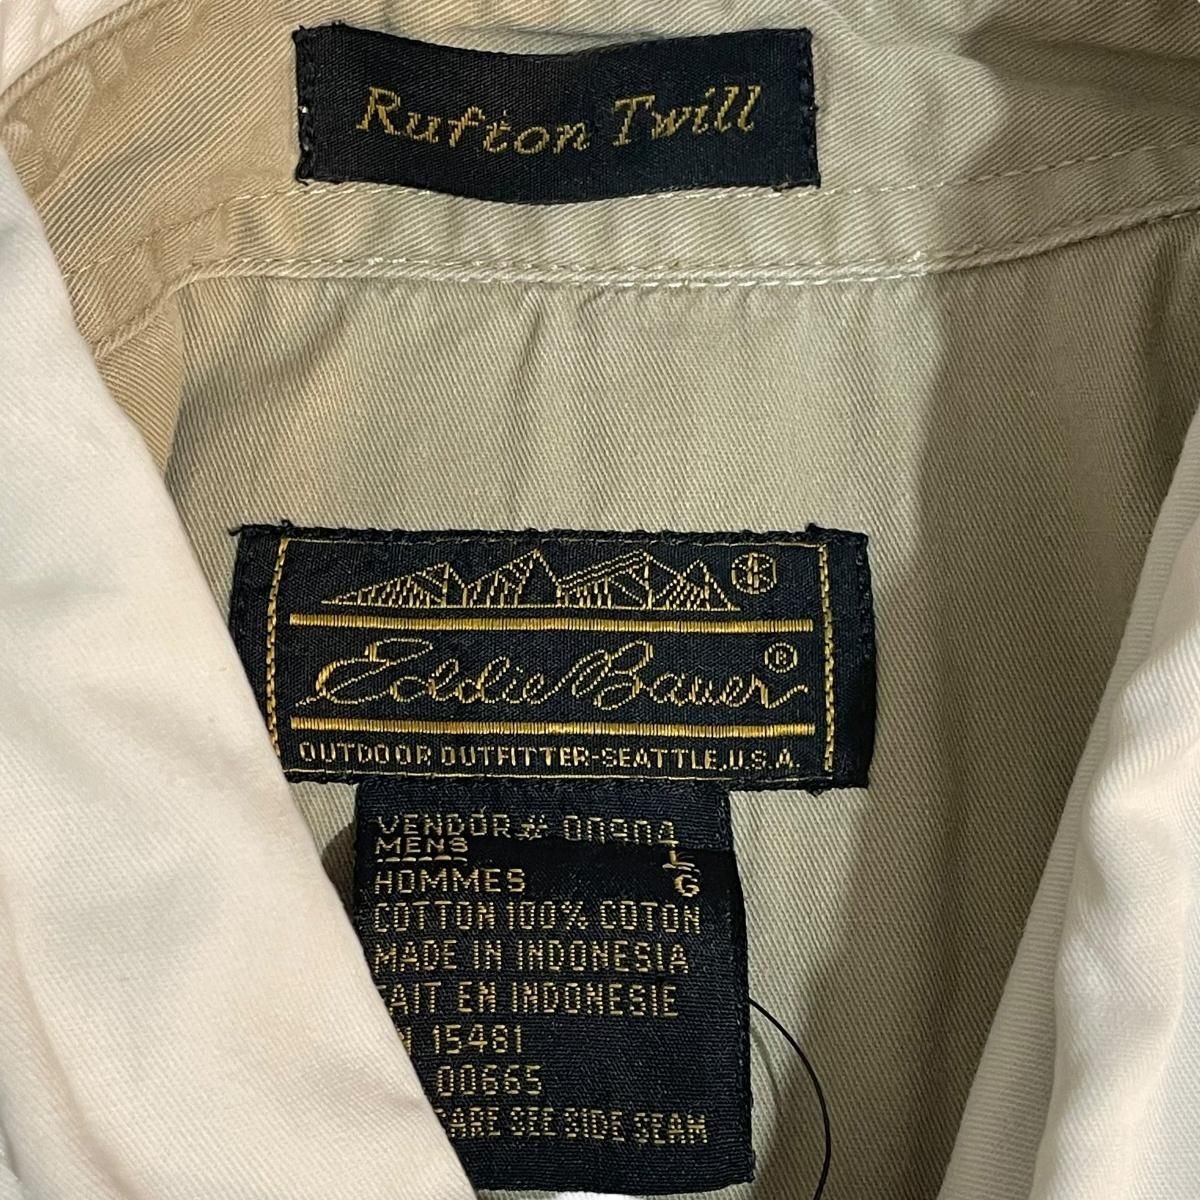 Rufton Twill
Eddie Bauer ®
OUTDOOR OUTFITTER-SEATTLE, U.S.A.
VENDOR # 00904
MENS L
HOMMES G
COTTON 100% COTON
MADE IN INDONESIA
FAIT EN INDONESIE
15481
00665
CARE SEE SIDE SEAM